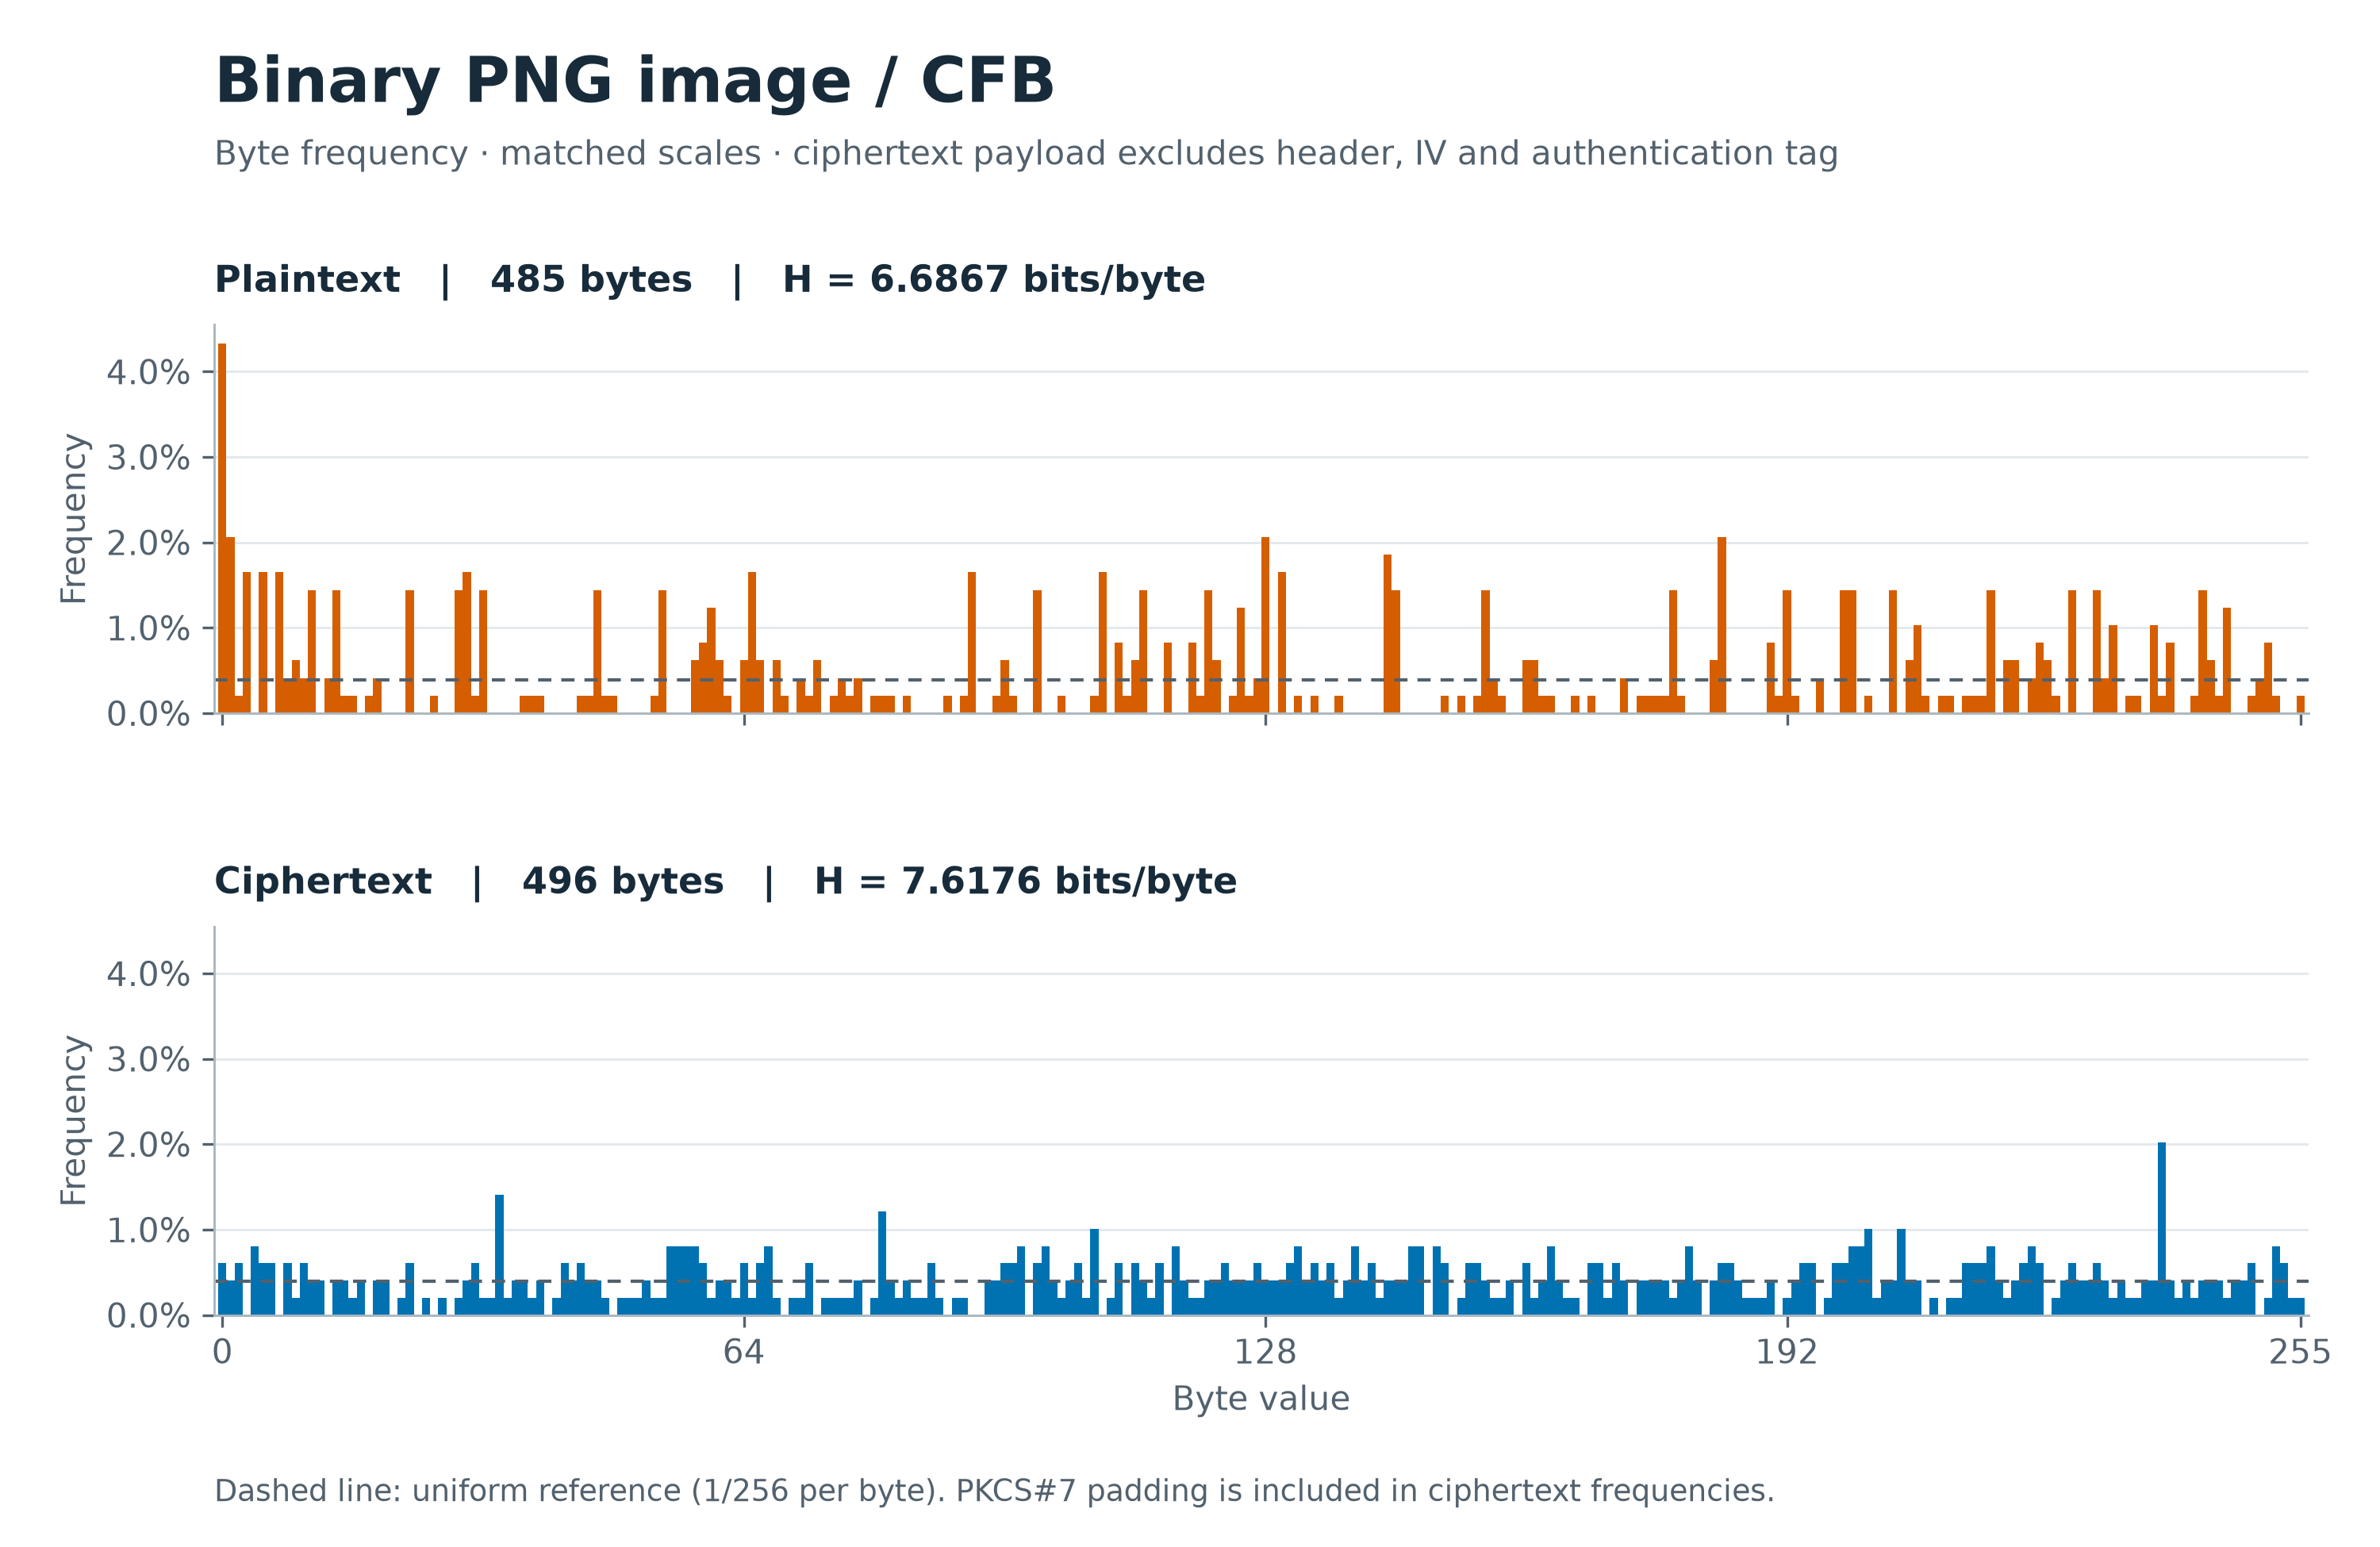 Binary PNG image / CFB
Byte frequency · matched scales · ciphertext payload excludes header, IV and authentication tag
Plaintext | 485 bytes | H = 6.6867 bits/byte
Frequency
4.0%
3.0%
2.0%
1.0%
0.0%
Ciphertext | 496 bytes | H = 7.6176 bits/byte
Frequency
4.0%
3.0%
2.0%
1.0%
0.0%
0 64 128 192 255
Byte value
Dashed line: uniform reference (1/256 per byte). PKCS#7 padding is included in ciphertext frequencies.